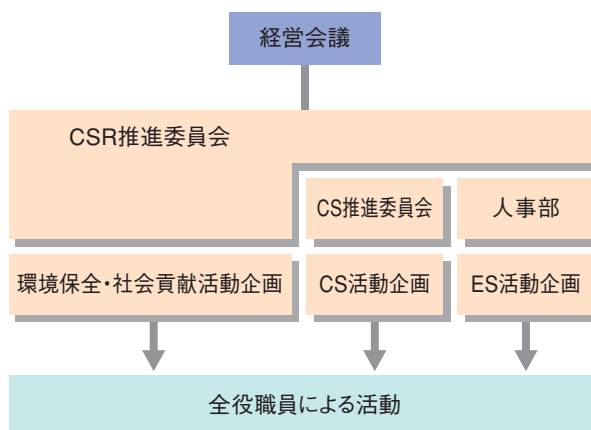 経営会議
CSR推進委員会
CS推進委員会
人事部
環境保全・社会貢献活動企画
CS活動企画
ES活動企画
全役職員による活動